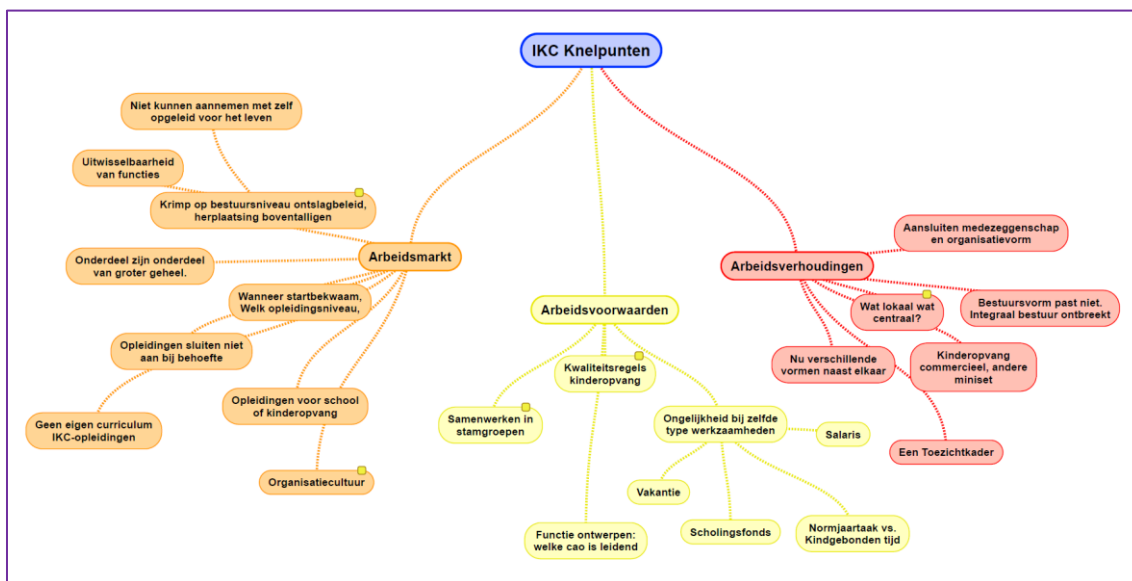 IKC Knelpunten
Niet kunnen aannemen met zelf
opgeleid voor het leven
Uitwisselbaarheid
van functies
Krimp op bestuursniveau ontslagbeleid,
herplaatsing boventalligen
Arbeidsmarkt
Onderdeel zijn onderdeel
van groter geheel.
Wanneer startbekwaam,
Welk opleidingsniveau,
Opleidingen sluiten niet
aan bij behoefte
Geen eigen curriculum
IKC-opleidingen
Opleidingen voor school
of kinderopvang
Organisatiecultuur
Arbeidsvoorwaarden
Kwaliteitsregels
kinderopvang
Samenwerken in
stamgroepen
Ongelijkheid bij zelfde
type werkzaamheden
Salaris
Vakantie
Scholingsfonds
Normjaartaak vs.
Kindgebonden tijd
Functie ontwerpen:
welke cao is leidend
Arbeidsverhoudingen
Aansluiten medezeggenschap
en organisatievorm
Wat lokaal wat
centraal?
Bestuursvorm past niet.
Integraal bestuur ontbreekt
Nu verschillende
vormen naast elkaar
Kinderopvang
commercieel, andere
miniset
Een Toezichtkader